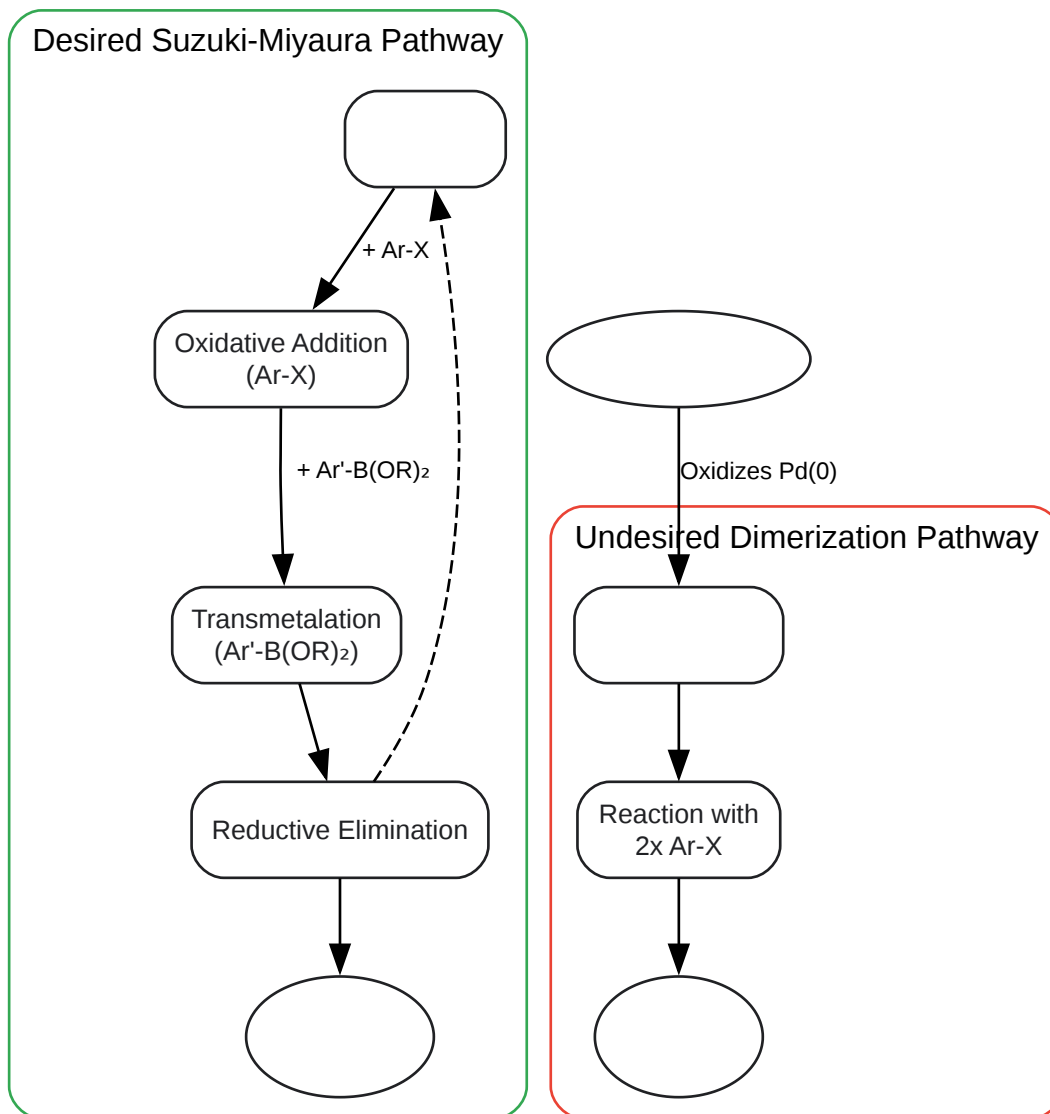 Desired Suzuki-Miyaura Pathway
+ Ar-X
Oxidative Addition
(Ar-X)
+ Ar'-B(OR)₂
Transmetalation
(Ar'-B(OR)₂)
Reductive Elimination
Oxidizes Pd(0)
Undesired Dimerization Pathway
Reaction with
2x Ar-X